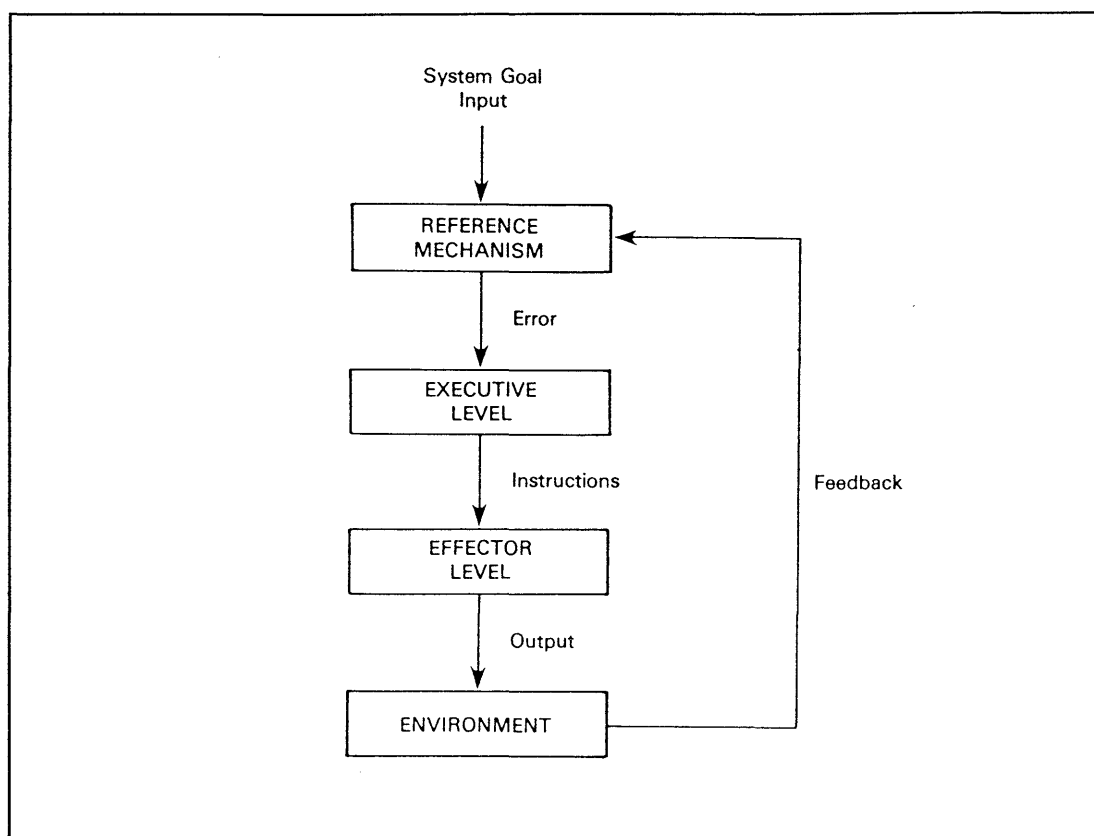 System Goal
Input
REFERENCE
MECHANISM
Error
EXECUTIVE
LEVEL
Instructions
Feedback
EFFECTOR
LEVEL
Output
ENVIRONMENT